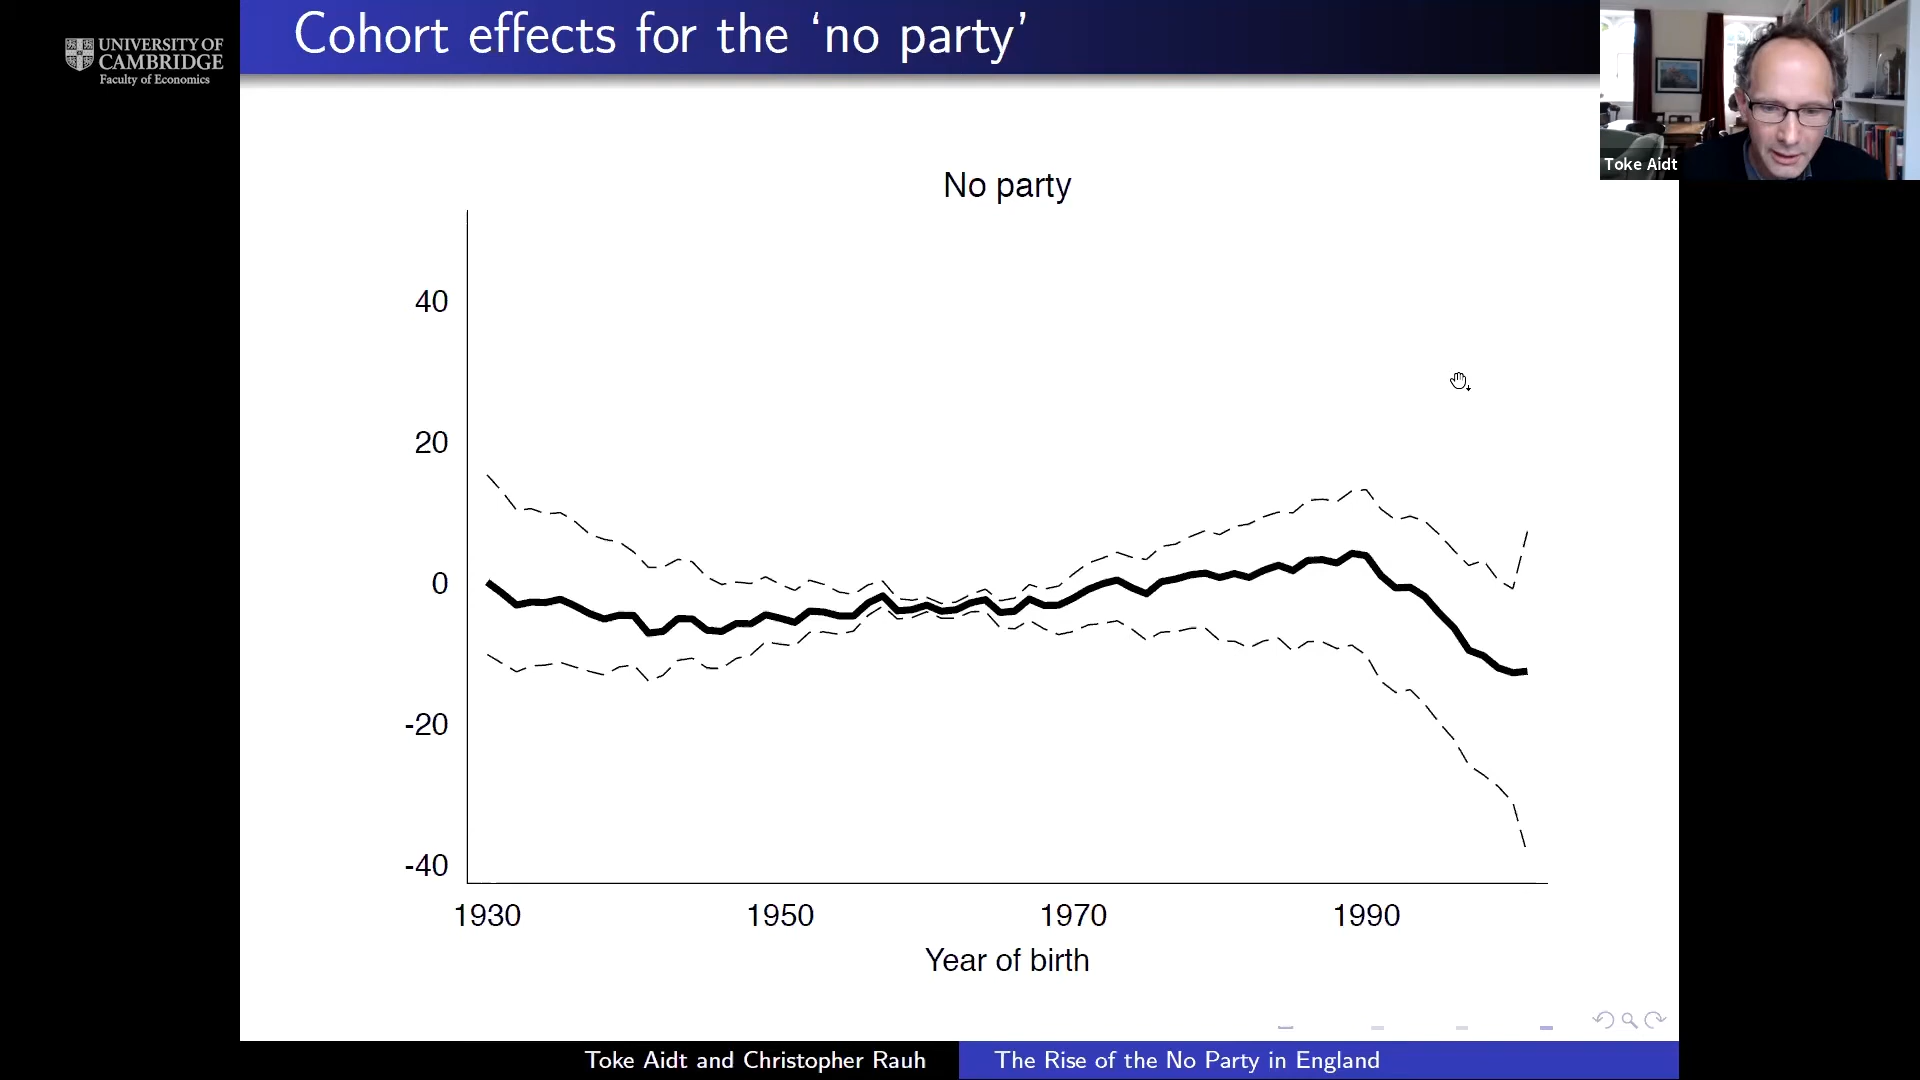 UNIVERSITY OF
CAMBRIDGE
Faculty of Economics
Cohort effects for the ‘no party’
Toke Aidt
No party
40
20
0
-20
-40
1930 1950 1970 1990
Year of birth
Toke Aidt and Christopher Rauh
The Rise of the No Party in England